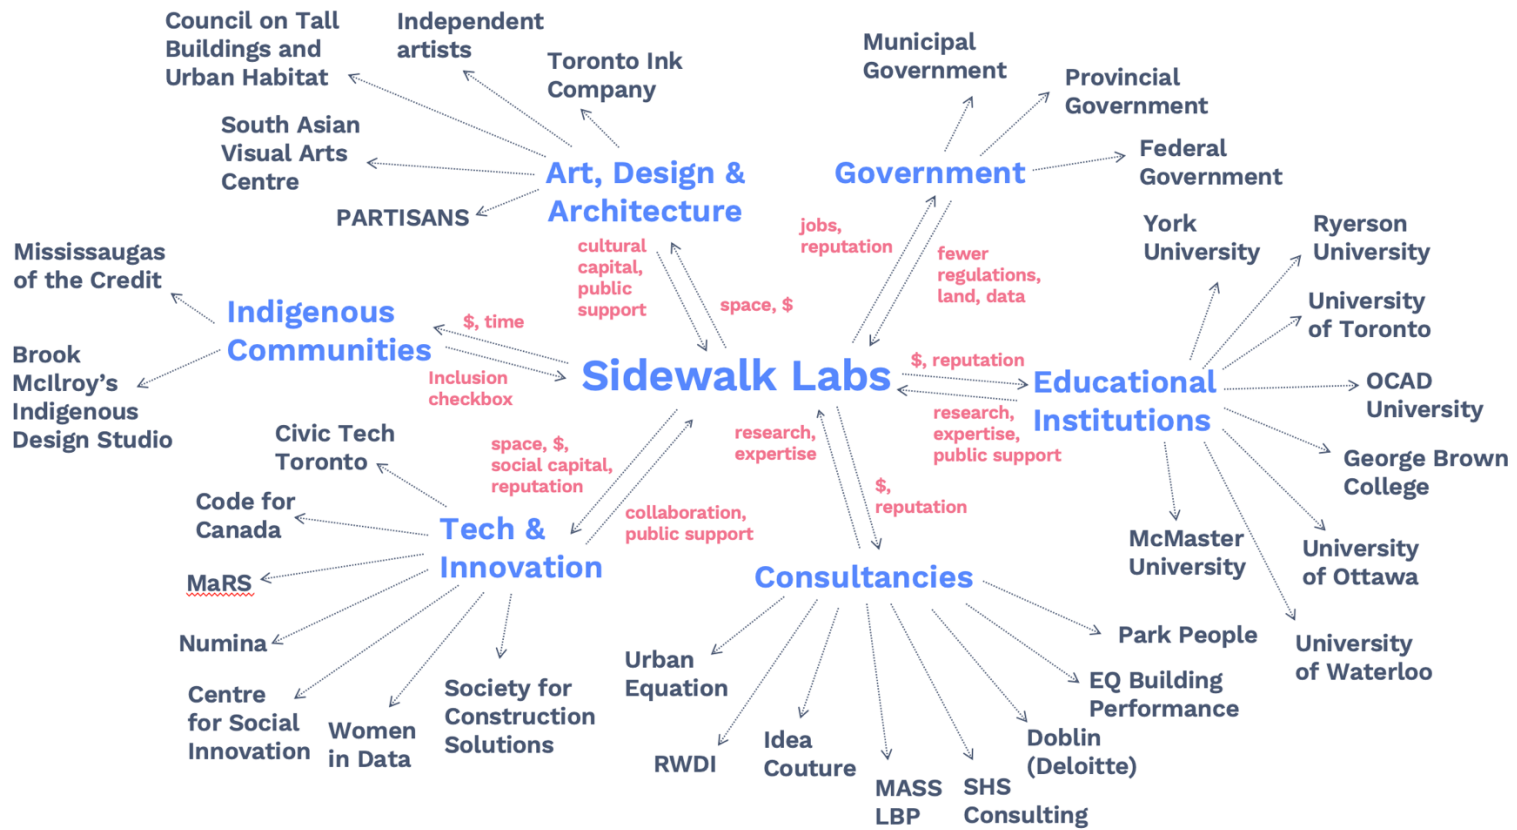 Council on Tall
Buildings and
Urban Habitat
Independent
artists
Toronto Ink
Company
South Asian
Visual Arts
Centre
PARTISANS
Art, Design &
Architecture
Municipal
Government
Provincial
Government
Federal
Government
Government
jobs,
reputation
fewer
regulations,
land, data
cultural
capital,
public
support
space, $
Mississaugas
of the Credit
Indigenous
Communities
Brook
McIlroy’s
Indigenous
Design Studio
$, time
Inclusion
checkbox
Sidewalk Labs
$, reputation
research,
expertise,
public support
Educational
Institutions
York
University
Ryerson
University
University
of Toronto
OCAD
University
George Brown
College
University
of Ottawa
McMaster
University
University
of Waterloo
space, $,
social capital,
reputation
collaboration,
public support
Tech &
Innovation
Civic Tech
Toronto
Code for
Canada
MaRS
Numina
Centre
for Social
Innovation
Women
in Data
Society for
Construction
Solutions
research,
expertise
$,
reputation
Consultancies
Urban
Equation
RWDI
Idea
Couture
MASS
LBP
SHS
Consulting
Doblin
(Deloitte)
EQ Building
Performance
Park People